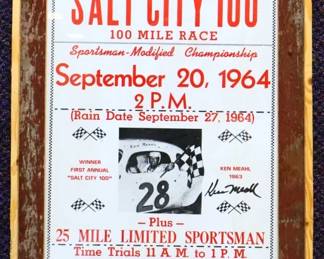 SALT CITY 100
100 MILE RACE
Sportsman-Modified Championship
September 20, 1964
2 P.M.
(Rain Date September 27, 1964)
WINNER
FIRST ANNUAL
"SALT CITY 100"
Ken Meahl
28
KEN MEAHL
1963
Ken Meahl
— Plus —
25 MILE LIMITED SPORTSMAN
Time Trials 11 A.M. to 1 P.M.